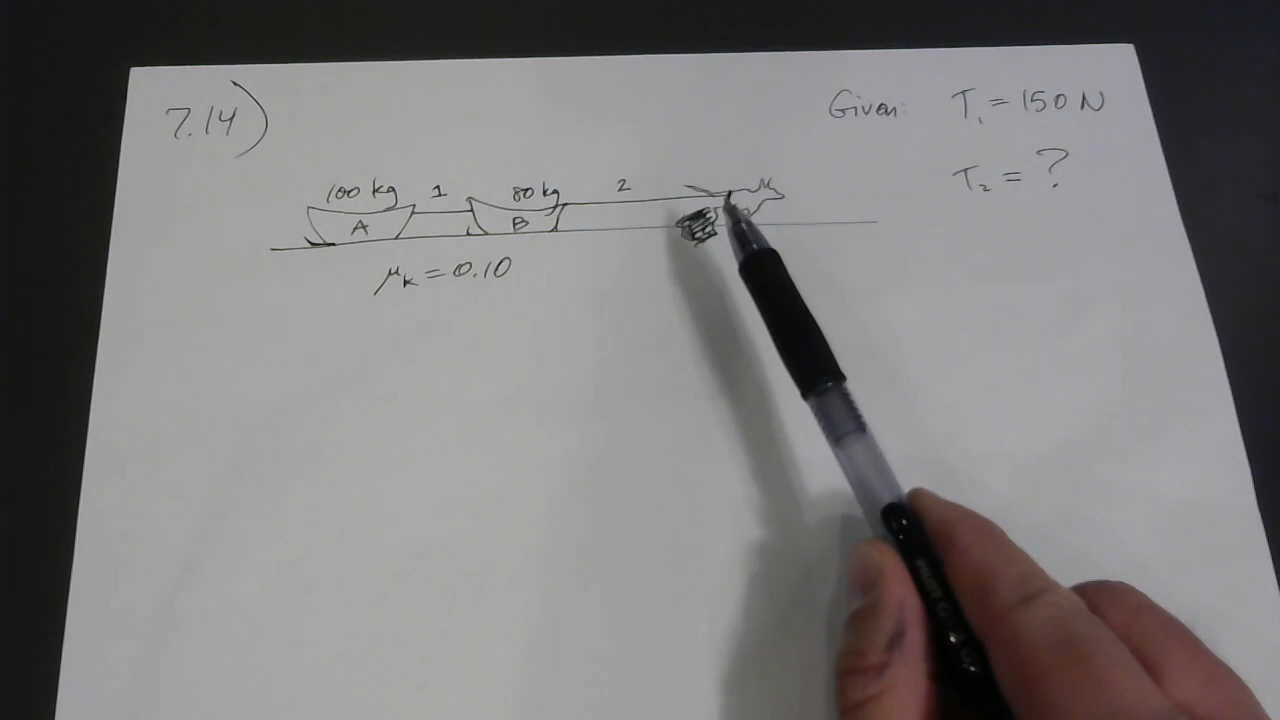 7.14)
Given: T₁ = 150 N
T₂ = ?
100 kg 1 80 kg 2
A B
μₖ = 0.10